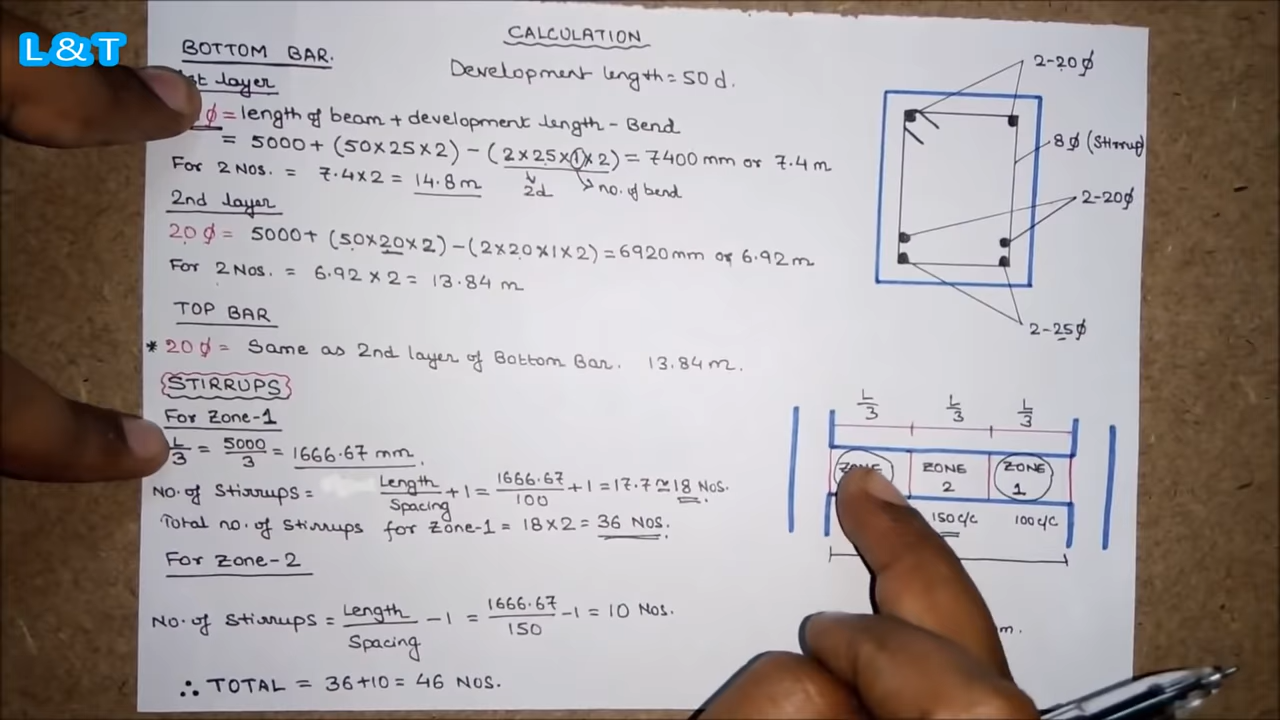 L&T
CALCULATION
BOTTOM BAR.
Development length = 50 d.
layer
ϕ = length of beam + development length - Bend
= 5000 + (50×25×2) - (2×25×1×2) = 7400 mm or 7.4 m
2d
no. of bend
For 2 Nos. = 7.4×2 = 14.8 m
2nd layer
20 ϕ = 5000 + (50×20×2) - (2×20×1×2) = 6920 mm or 6.92 m
For 2 Nos. = 6.92 × 2 = 13.84 m
TOP BAR
* 20 ϕ = Same as 2nd layer of Bottom Bar. 13.84 m.
STIRRUPS
For Zone-1
L/3 = 5000/3 = 1666.67 mm.
No. of Stirrups = Length/Spacing + 1 = 1666.67/100 + 1 = 17.7 ≅ 18 Nos.
Total no. of Stirrups for Zone-1 = 18×2 = 36 Nos.
For Zone-2
No. of Stirrups = Length/Spacing - 1 = 1666.67/150 - 1 = 10 Nos.
∴ TOTAL = 36+10 = 46 NOS.
2-20ϕ
8ϕ (Stirrup)
2-20ϕ
2-25ϕ
L/3 L/3 L/3
ZONE ZONE 2 ZONE 1
150 C/C 100 C/C
m.